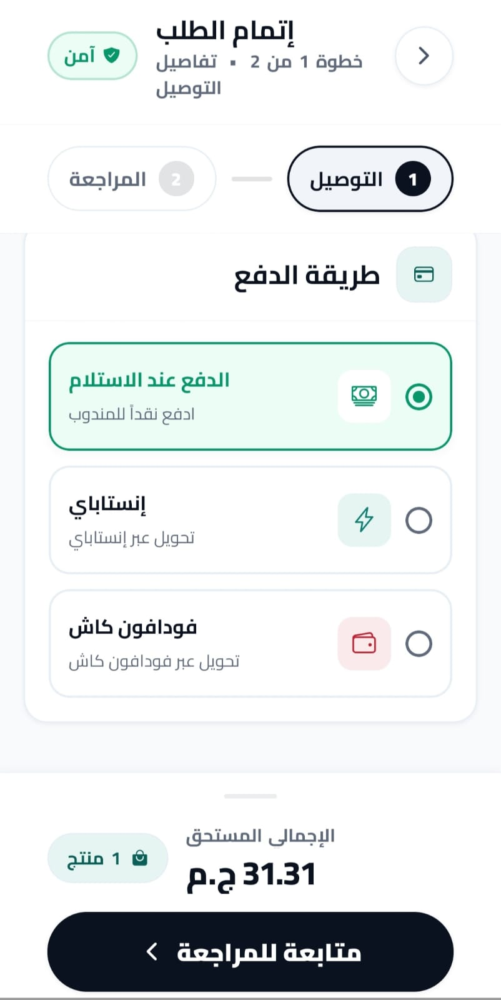 إتمام الطلب
خطوة 1 من 2 ▪ تفاصيل
التوصيل
آمن
1 التوصيل
2 المراجعة
طريقة الدفع
الدفع عند الاستلام
ادفع نقداً للمندوب
إنستاباي
تحويل عبر إنستاباي
فودافون كاش
تحويل عبر فودافون كاش
الإجمالي المستحق
31.31 ج.م
1 منتج
متابعة للمراجعة